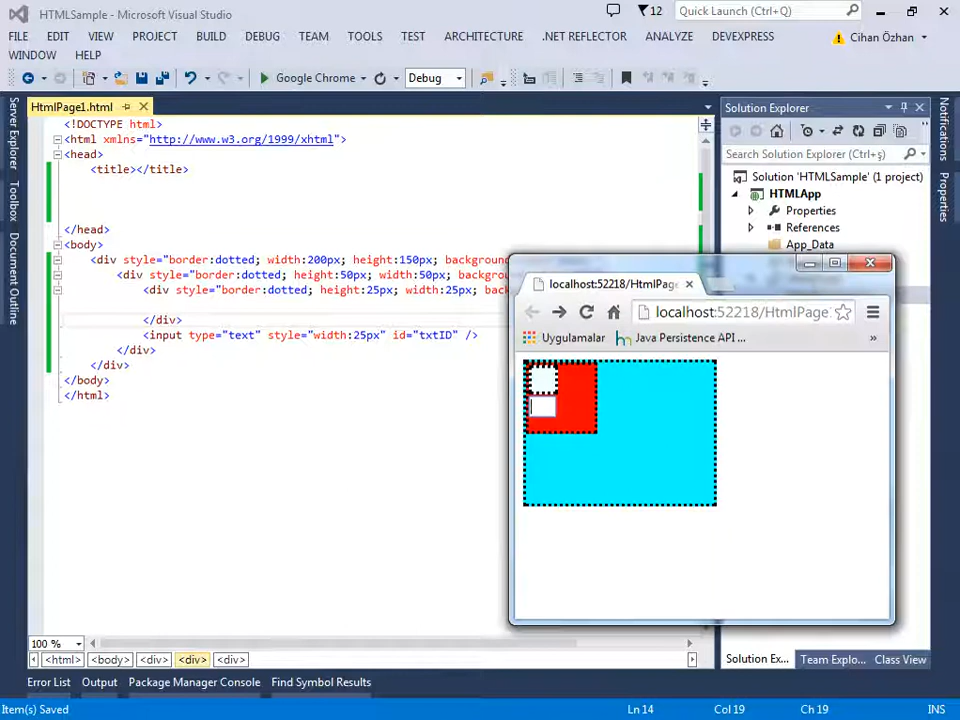 HTMLSample - Microsoft Visual Studio
12
Quick Launch (Ctrl+Q)
FILE EDIT VIEW PROJECT BUILD DEBUG TEAM TOOLS TEST ARCHITECTURE .NET REFLECTOR ANALYZE DEVEXPRESS
Cihan Özhan
WINDOW HELP
Google Chrome
Debug
Server Explorer
Toolbox
Document Outline
HtmlPage1.html
<!DOCTYPE html>
<html xmlns="http://www.w3.org/1999/xhtml">
<head>
<title></title>
</head>
<body>
<div style="border:dotted; width:200px; height:150px; background
<div style="border:dotted; height:50px; width:50px; backg
<div style="border:dotted; height:25px; width:25px; bac
</div>
<input type="text" style="width:25px" id="txtID" />
</div>
</div>
</body>
</html>
localhost:52218/HtmlPage
localhost:52218/HtmlPage
Uygulamalar
Java Persistence API ...
»
Solution Explorer
Search Solution Explorer (Ctrl+ş)
Solution 'HTMLSample' (1 project)
HTMLApp
Properties
References
App_Data
Notifications
Properties
100 %
<html> <body> <div> <div> <div>
Solution Ex... Team Explo... Class View
Error List Output Package Manager Console Find Symbol Results
Item(s) Saved
Ln 14 Col 19 Ch 19 INS